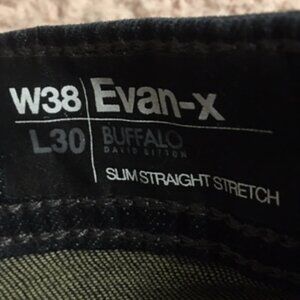 W38 Evan-x
L30 BUFFALO
DAVID BITTON
SLIM STRAIGHT STRETCH